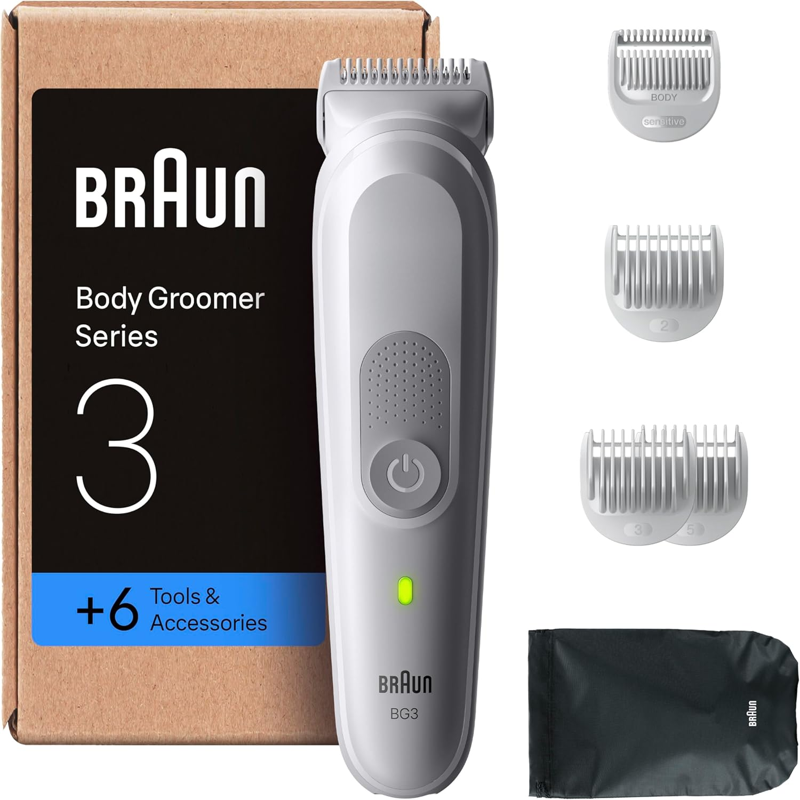 BRAUN
Body Groomer
Series
3
+6 Tools &
Accessories
BRAUN
BG3
BODY
sensitive
2
3
5
BRAUN